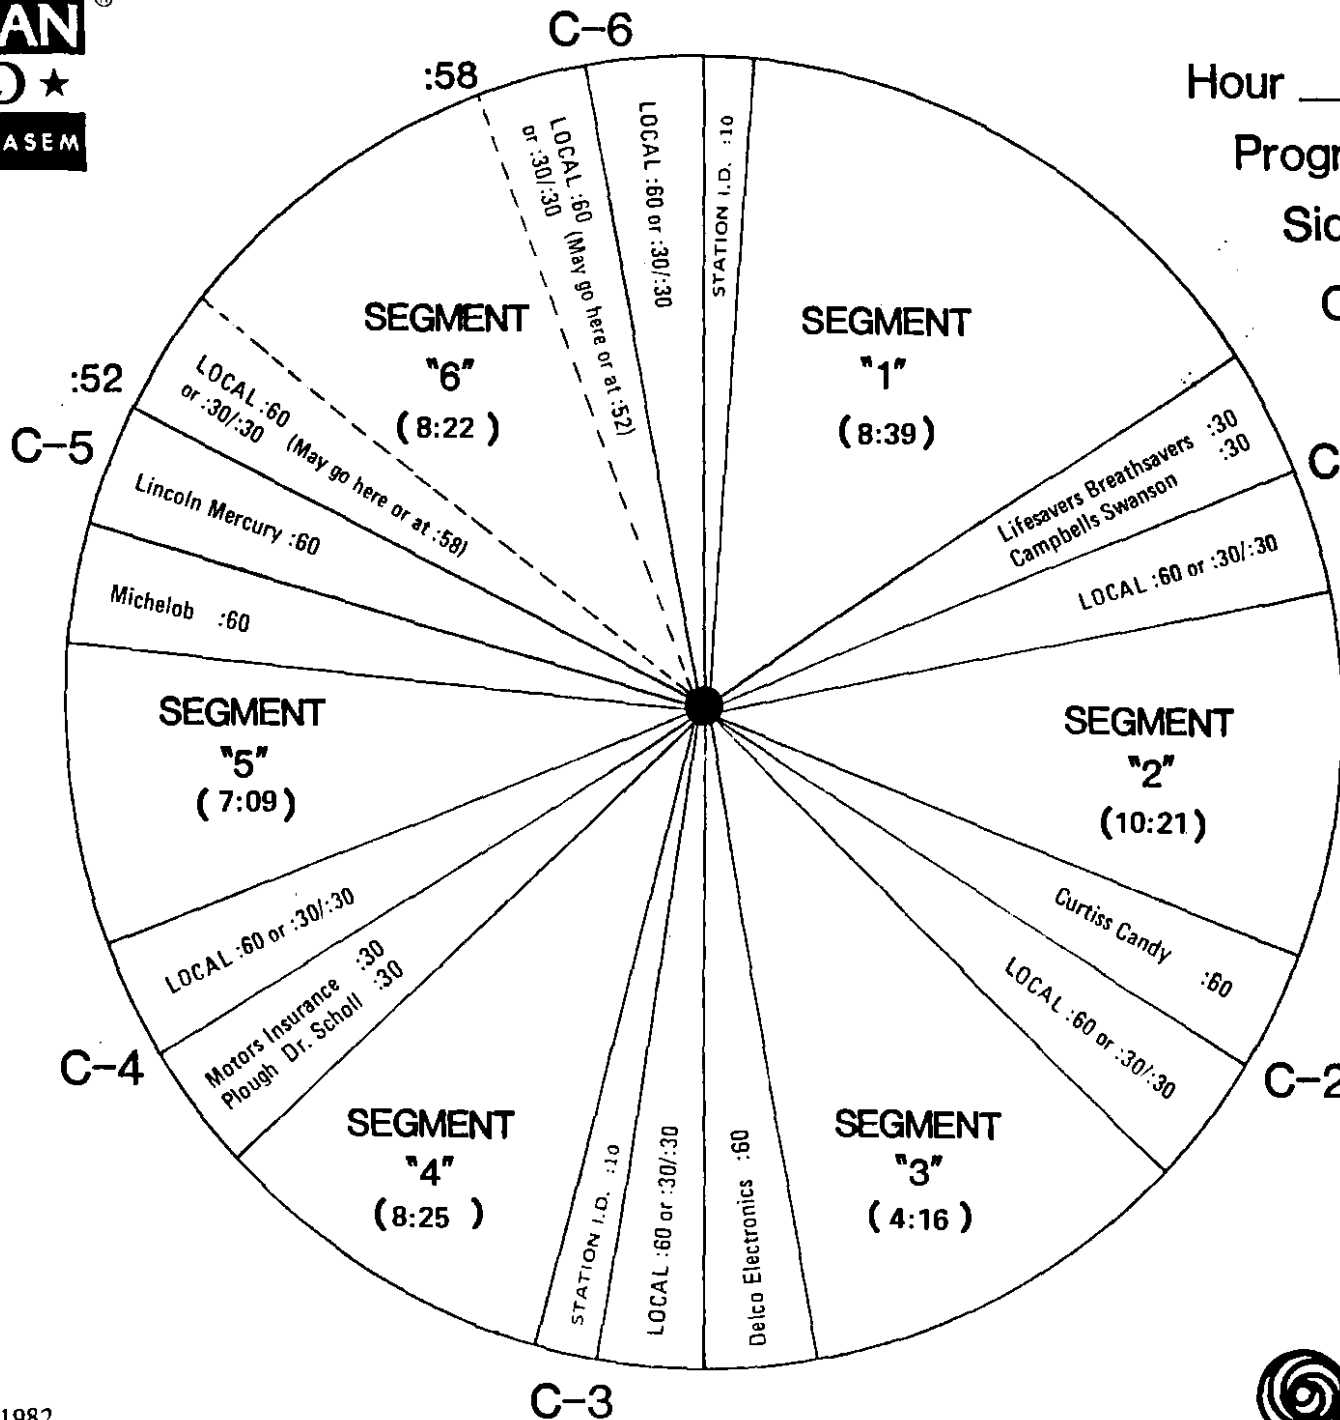 AN ®
★
ASEM
C-6
:58
Hour
LOCAL :60 (May go here or at :52)
or :30/:30
LOCAL :60 or :30/:30
STATION I.D. :10
SEGMENT
"6"
(8:22 )
SEGMENT
"1"
(8:39)
:52
C-5
LOCAL :60 (May go here or at :58)
or :30/:30
Lincoln Mercury :60
Michelob :60
Lifesavers Breathsavers :30
Campbells Swanson :30
LOCAL :60 or :30/:30
SEGMENT
"5"
( 7:09)
SEGMENT
"2"
(10:21)
LOCAL :60 or :30/:30
Motors Insurance :30
Plough Dr. Scholl :30
C-4
Curtiss Candy :60
LOCAL :60 or :30/:30
C-2
SEGMENT
"4"
(8:25 )
SEGMENT
"3"
( 4:16 )
STATION I.D. :10
LOCAL :60 or :30/:30
Delco Electronics :60
C-3
1982